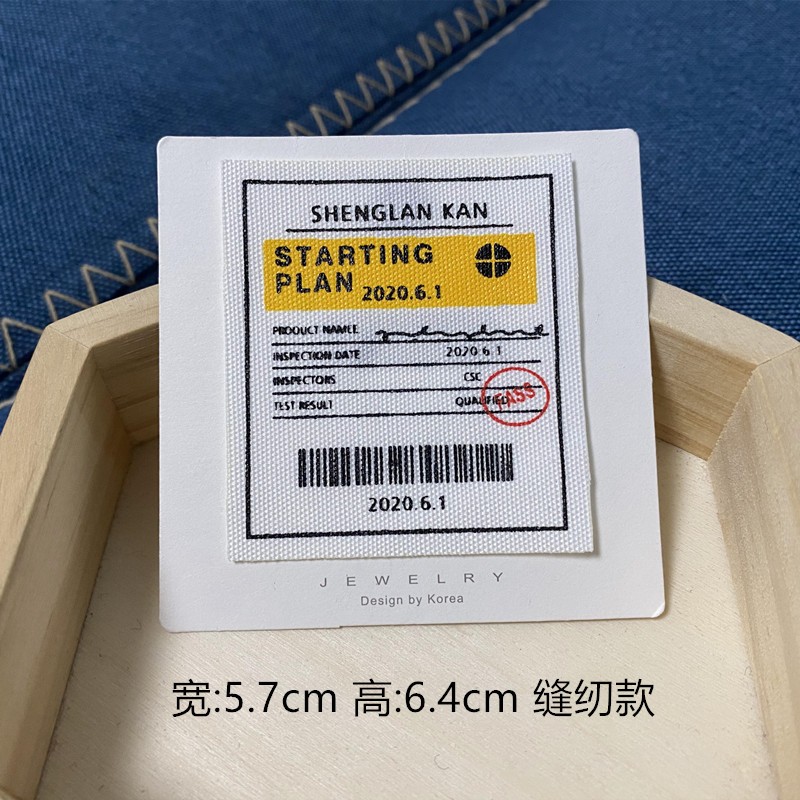 SHENGLAN KAN
STARTING
PLAN 2020.6.1
PRODUCT NAMEE
INSPECTION DATE 2020 6 1
INSPECTORS CSC
TEST RESULT QUALIFIED PASS
2020.6.1
JEWELRY
Design by Korea
宽:5.7cm 高:6.4cm 缝纫款